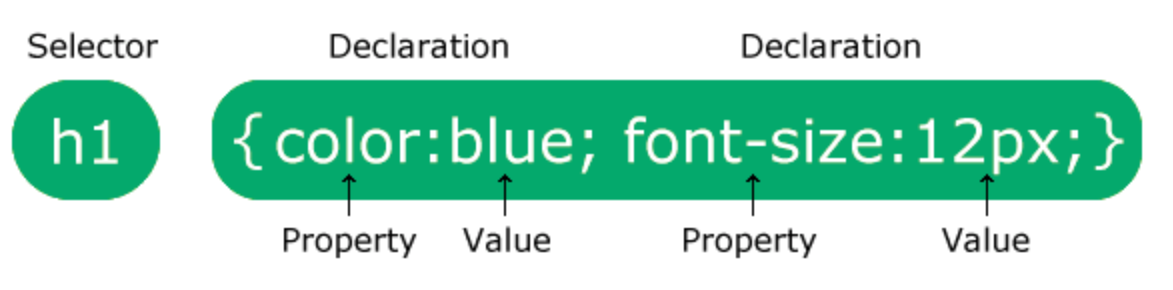 Selector Declaration Declaration
h1 {color:blue; font-size:12px;}
Property Value Property Value